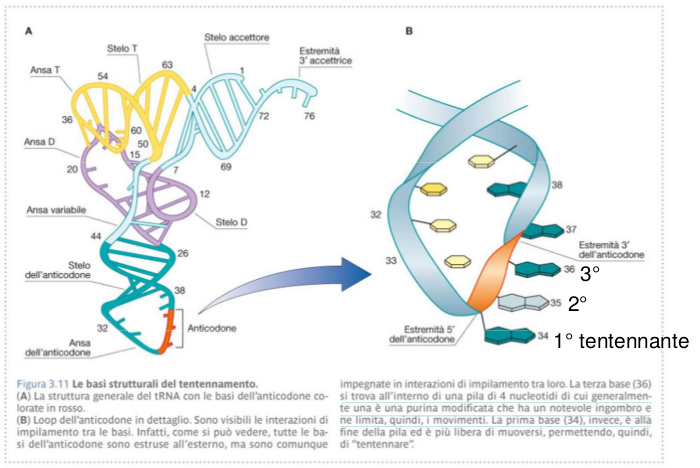 A
Stelo accettore
Stelo T
63
Estremità
3' accettrice
Ansa T
54
1
4
36
72
76
60
50
Ansa D
15
69
20
7
12
Ansa variabile
Stelo D
44
26
Stelo
dell'anticodone
38
32
Anticodone
Ansa
dell'anticodone
B
38
32
37
Estremità 3'
dell'anticodone
33
36 3°
35 2°
Estremità 5'
dell'anticodone
34 1° tentennante
Figura 3.11 Le basi strutturali del tentennamento.
(A) La struttura generale del tRNA con le basi dell'anticodone co-
lorate in rosso.
(B) Loop dell'anticodone in dettaglio. Sono visibili le interazioni di
impilamento tra le basi. Infatti, come si può vedere, tutte le ba-
si dell'anticodone sono estruse all'esterno, ma sono comunque
impegnate in interazioni di impilamento tra loro. La terza base (36)
si trova all'interno di una pila di 4 nucleotidi di cui generalmen-
te una è una purina modificata che ha un notevole ingombro e
ne limita, quindi, i movimenti. La prima base (34), invece, è alla
fine della pila ed è più libera di muoversi, permettendo, quindi,
di "tentennare".